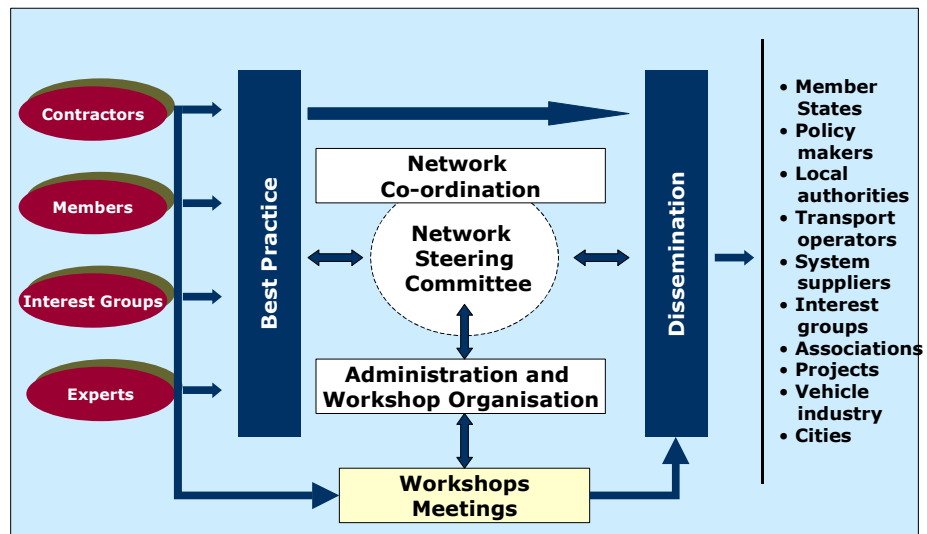 Contractors
Members
Interest Groups
Experts
Best Practice
Network
Co-ordination
Network
Steering
Committee
Administration and
Workshop Organisation
Workshops
Meetings
Dissemination
• Member
States
• Policy
makers
• Local
authorities
• Transport
operators
• System
suppliers
• Interest
groups
• Associations
• Projects
• Vehicle
industry
• Cities